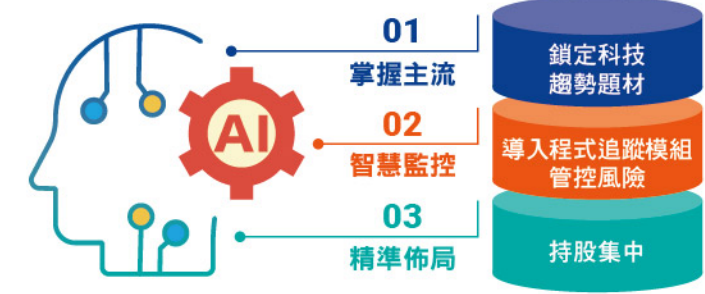 AI
01
掌握主流
鎖定科技
趨勢題材
02
智慧監控
導入程式追蹤模組
管控風險
03
精準佈局
持股集中